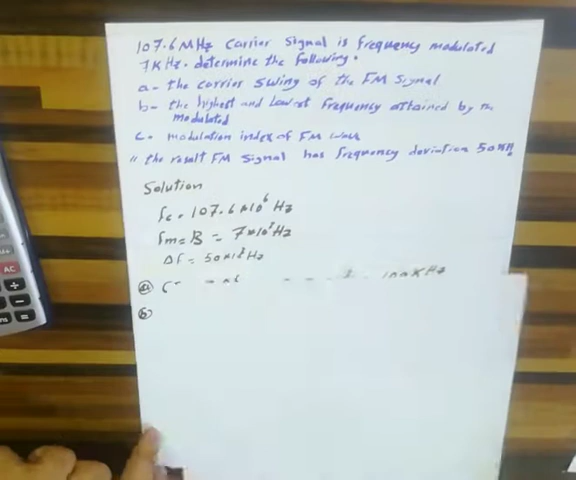 107.6 MHz Carrier Signal is frequency modulated
7KHz. determine the following.
a- the carrier swing of the FM Signal
b- the highest and Lowest frequency attained by the
modulated
c. modulation index of FM wave
" the result FM Signal has frequency deviation 50KHz
Solution
fc = 107.6*10⁶ Hz
fm = B = 7*10³ Hz
Δf = 50*10³ Hz
ⓐ 100KHz
ⓑ
AC
+
=